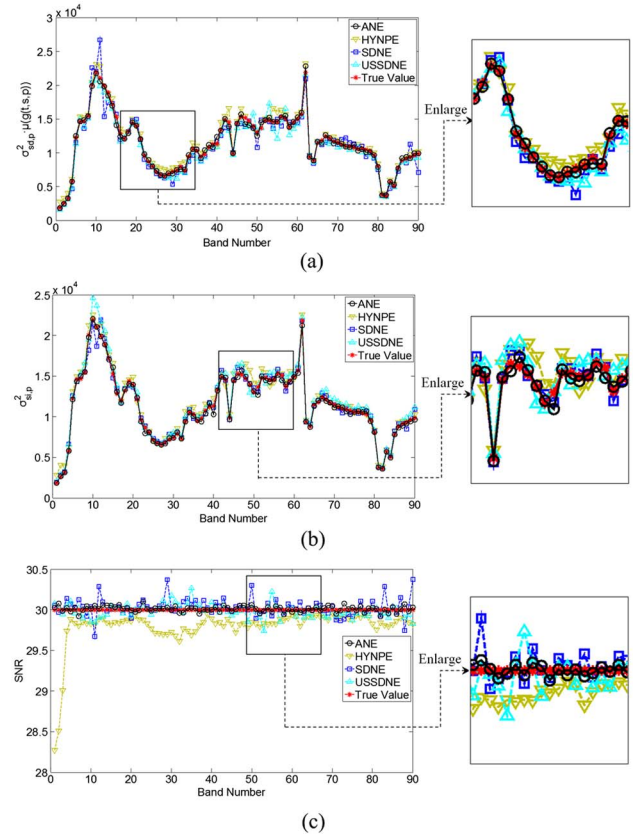 x 10^4
3
2.5
2
1.5
1
0.5
0
σ²sd,p·μ(g(t,s,p))
ANE
HYNPE
SDNE
USSDNE
True Value
Enlarge
0 10 20 30 40 50 60 70 80 90
Band Number
(a)
x 10^4
2.5
2
1.5
1
0.5
0
σ²si,p
ANE
HYNPE
SDNE
USSDNE
True Value
Enlarge
0 10 20 30 40 50 60 70 80 90
Band Number
(b)
30.5
30
29.5
29
28.5
28
SNR
ANE
HYNPE
SDNE
USSDNE
True Value
Enlarge
0 10 20 30 40 50 60 70 80 90
Band Number
(c)